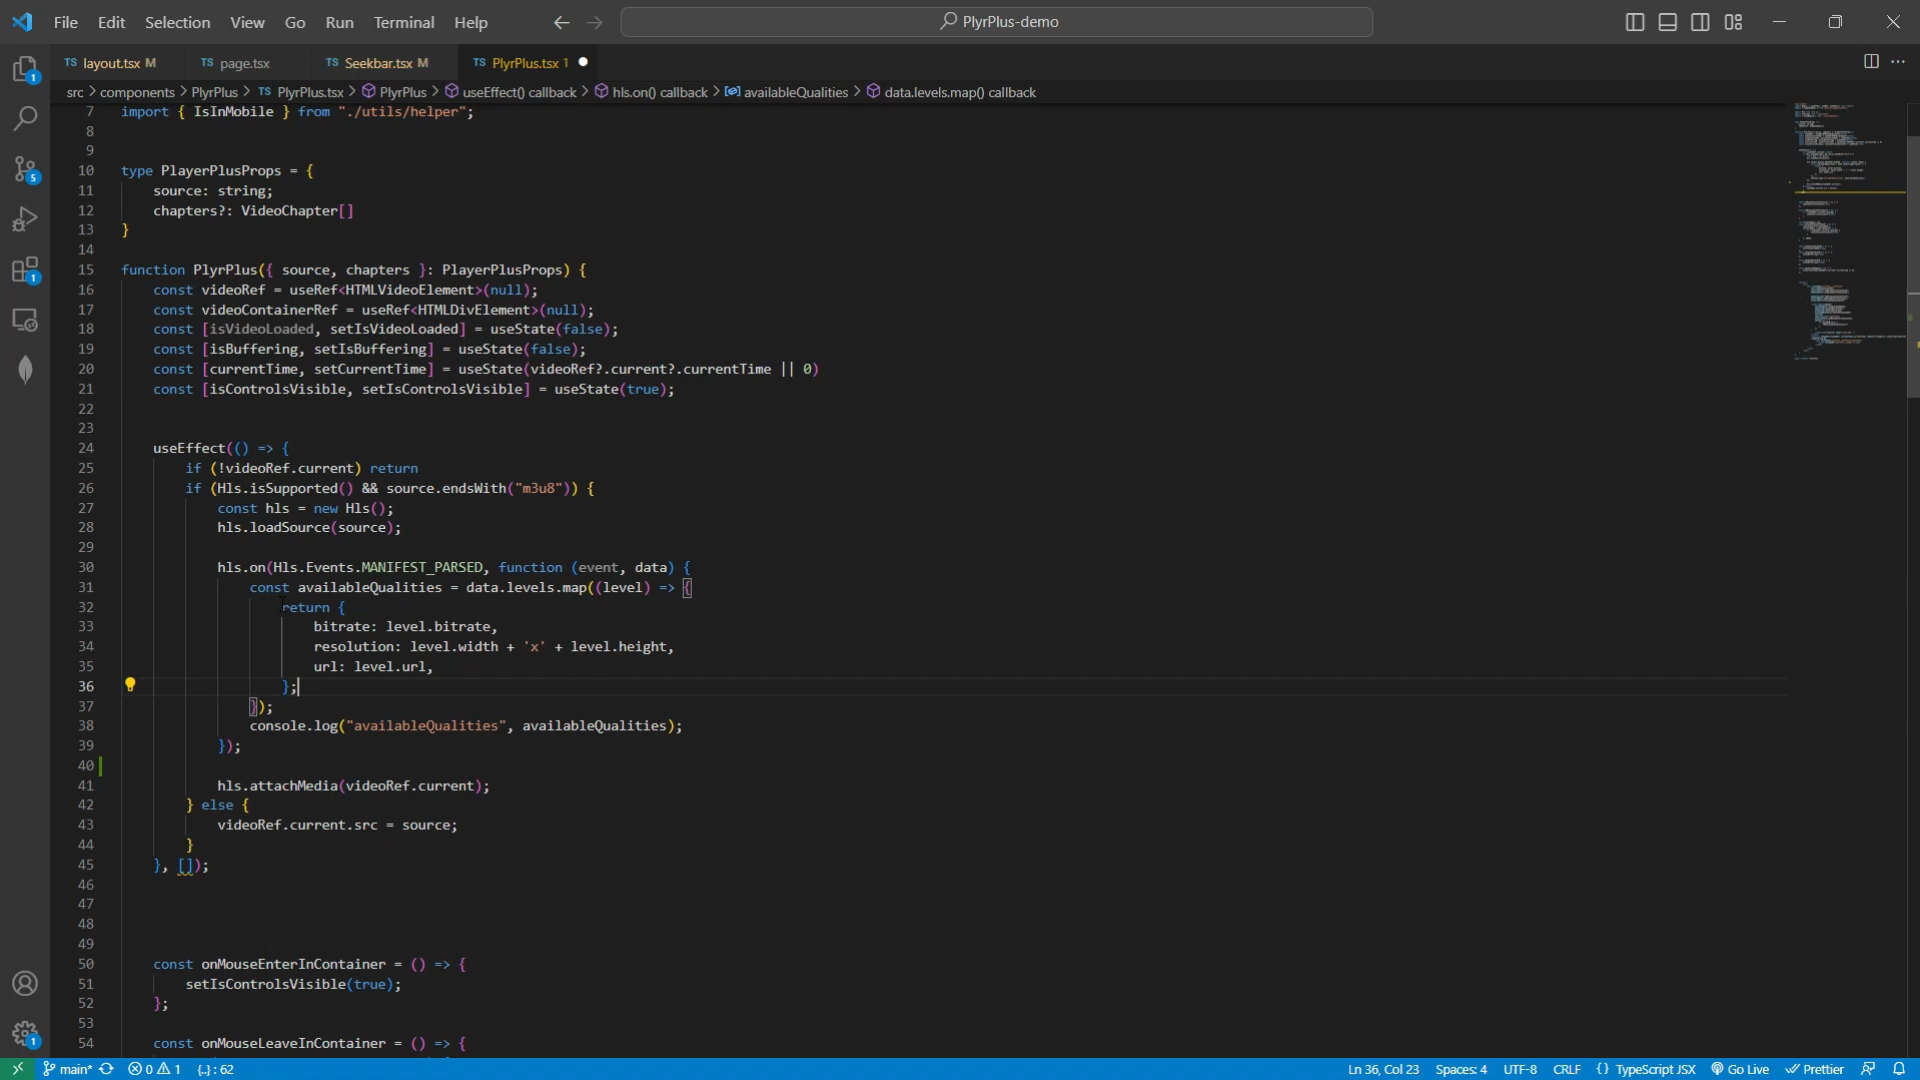 File Edit Selection View Go Run Terminal Help PlyrPlus-demo
TS layout.tsx M TS page.tsx TS Seekbar.tsx M TS PlyrPlus.tsx 1
src > components > PlyrPlus > TS PlyrPlus.tsx > PlyrPlus > useEffect() callback > hls.on() callback > availableQualities > data.levels.map() callback
7 import { IsInMobile } from "./utils/helper";
8
9
10 type PlayerPlusProps = {
11 source: string;
12 chapters?: VideoChapter[]
13 }
14
15 function PlyrPlus({ source, chapters }: PlayerPlusProps) {
16 const videoRef = useRef<HTMLVideoElement>(null);
17 const videoContainerRef = useRef<HTMLDivElement>(null);
18 const [isVideoLoaded, setIsVideoLoaded] = useState(false);
19 const [isBuffering, setIsBuffering] = useState(false);
20 const [currentTime, setCurrentTime] = useState(videoRef?.current?.currentTime || 0)
21 const [isControlsVisible, setIsControlsVisible] = useState(true);
22
23
24 useEffect(() => {
25 if (!videoRef.current) return
26 if (Hls.isSupported() && source.endsWith("m3u8")) {
27 const hls = new Hls();
28 hls.loadSource(source);
29
30 hls.on(Hls.Events.MANIFEST_PARSED, function (event, data) {
31 const availableQualities = data.levels.map((level) => {
32 return {
33 bitrate: level.bitrate,
34 resolution: level.width + 'x' + level.height,
35 url: level.url,
36 };
37 });
38 console.log("availableQualities", availableQualities);
39 });
40
41 hls.attachMedia(videoRef.current);
42 } else {
43 videoRef.current.src = source;
44 }
45 }, []);
46
47
48
49
50 const onMouseEnterInContainer = () => {
51 setIsControlsVisible(true);
52 };
53
54 const onMouseLeaveInContainer = () => {
1
5
1
1
main* 0 1 {..} : 62 Ln 36, Col 23 Spaces: 4 UTF-8 CRLF {} TypeScript JSX Go Live Prettier